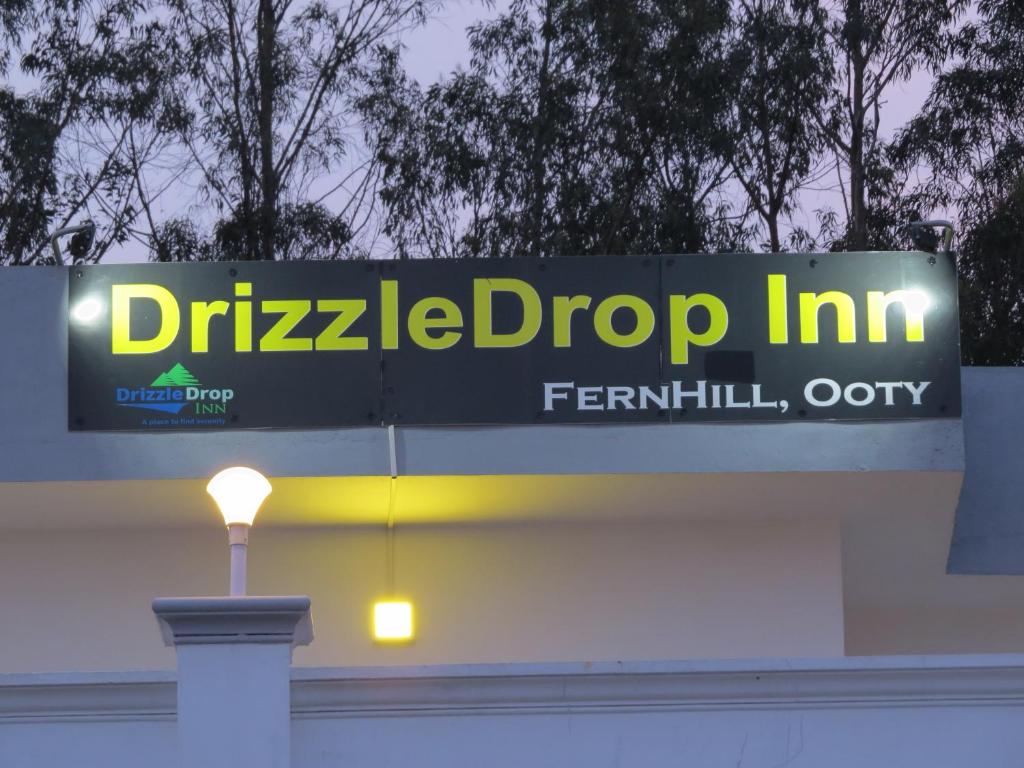 DrizzleDrop Inn
FERNHILL, OOTY
DrizzleDrop
INN
A place to find serenity